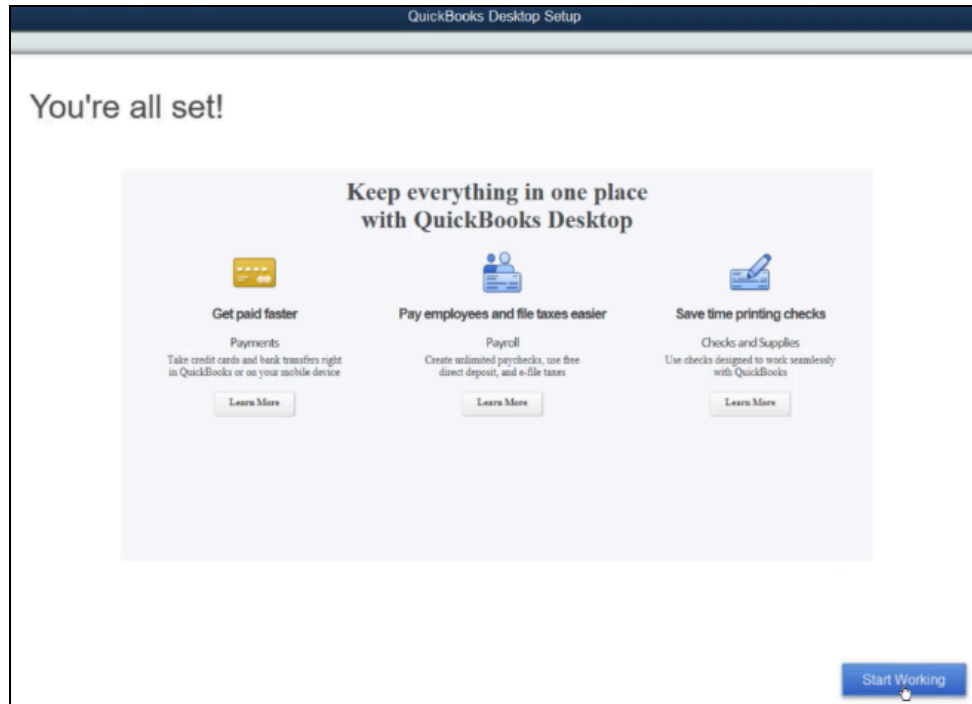 QuickBooks Desktop Setup
You're all set!
Keep everything in one place
with QuickBooks Desktop
Get paid faster
Payments
Take credit cards and bank transfers right
in QuickBooks or on your mobile device
Learn More
Pay employees and file taxes easier
Payroll
Create unlimited paychecks, use free
direct deposit, and e-file taxes
Learn More
Save time printing checks
Checks and Supplies
Use checks designed to work seamlessly
with QuickBooks
Learn More
Start Working